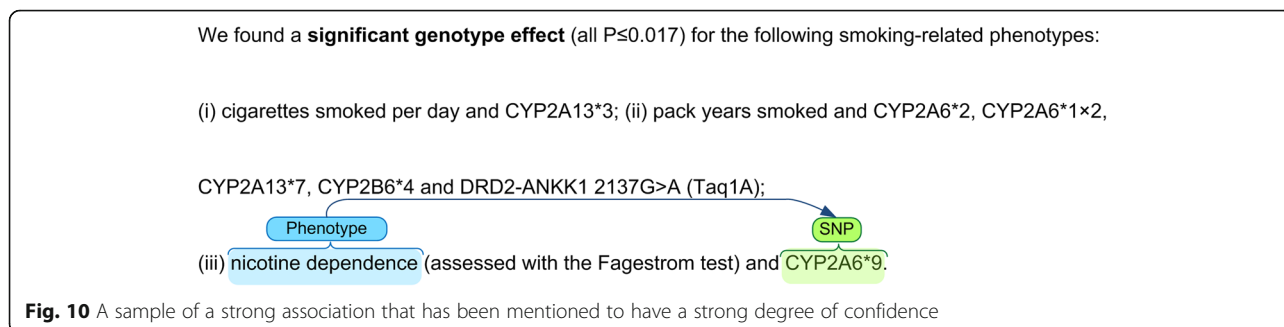 We found a significant genotype effect (all P≤0.017) for the following smoking-related phenotypes:
(i) cigarettes smoked per day and CYP2A13*3; (ii) pack years smoked and CYP2A6*2, CYP2A6*1×2,
CYP2A13*7, CYP2B6*4 and DRD2-ANKK1 2137G>A (Taq1A);
Phenotype SNP
(iii) nicotine dependence (assessed with the Fagestrom test) and CYP2A6*9.
Fig. 10 A sample of a strong association that has been mentioned to have a strong degree of confidence